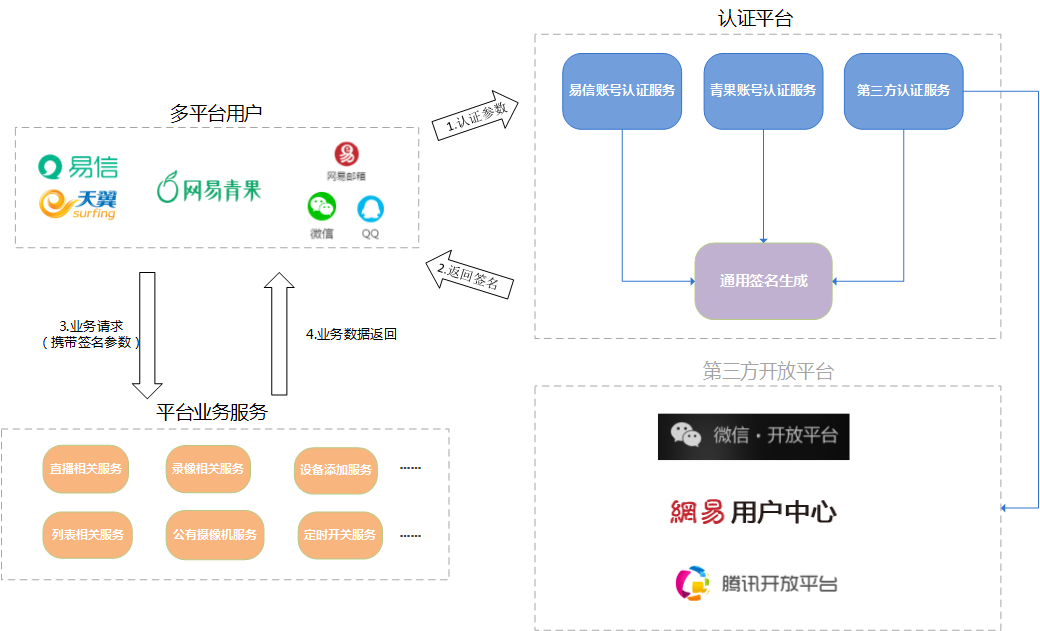 认证平台
易信账号认证服务
青果账号认证服务
第三方认证服务
通用签名生成
多平台用户
易信
天翼
surfing
网易青果
网易邮箱
微信
QQ
1.认证参数
2.返回签名
3.业务请求
（携带签名参数）
4.业务数据返回
平台业务服务
直播相关服务
录像相关服务
设备添加服务
......
列表相关服务
公有摄像机服务
定时开关服务
......
第三方开放平台
微信·开放平台
網易 用户中心
腾讯开放平台